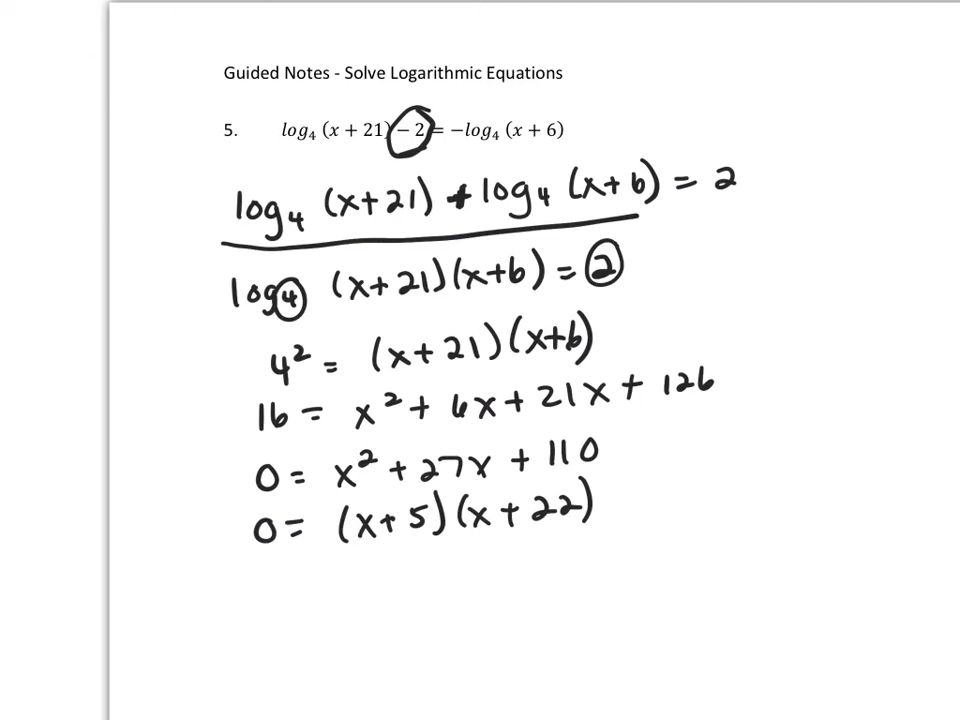 Guided Notes - Solve Logarithmic Equations
5. log₄ (x + 21) − 2 = −log₄ (x + 6)
log₄ (x+21) + log₄ (x+6) = 2
log₄ (x+21)(x+6) = 2
4² = (x+21)(x+6)
16 = x² + 6x + 21x + 126
0 = x² + 27x + 110
0 = (x+5)(x+22)